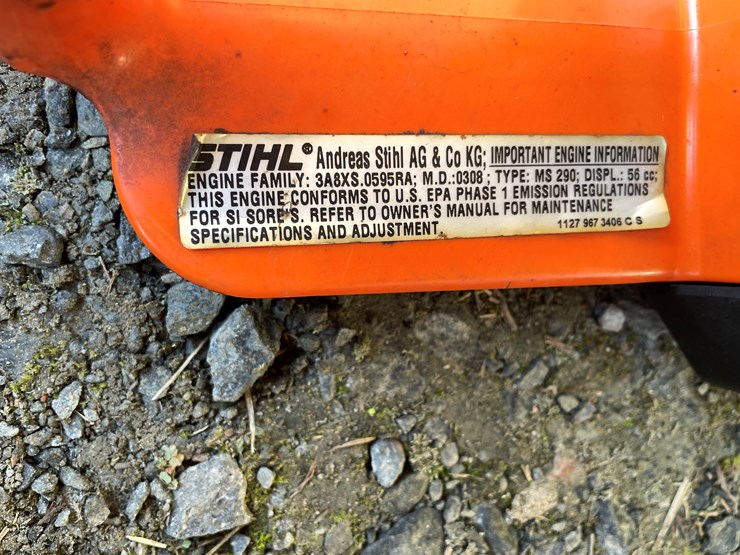 STIHL® Andreas Stihl AG & Co KG; IMPORTANT ENGINE INFORMATION
ENGINE FAMILY: 3A8XS.0595RA; M.D.:0308; TYPE: MS 290; DISPL.: 56 cc;
THIS ENGINE CONFORMS TO U.S. EPA PHASE 1 EMISSION REGULATIONS
FOR SI SORE'S. REFER TO OWNER'S MANUAL FOR MAINTENANCE
SPECIFICATIONS AND ADJUSTMENT. 1127 967 3406 C S